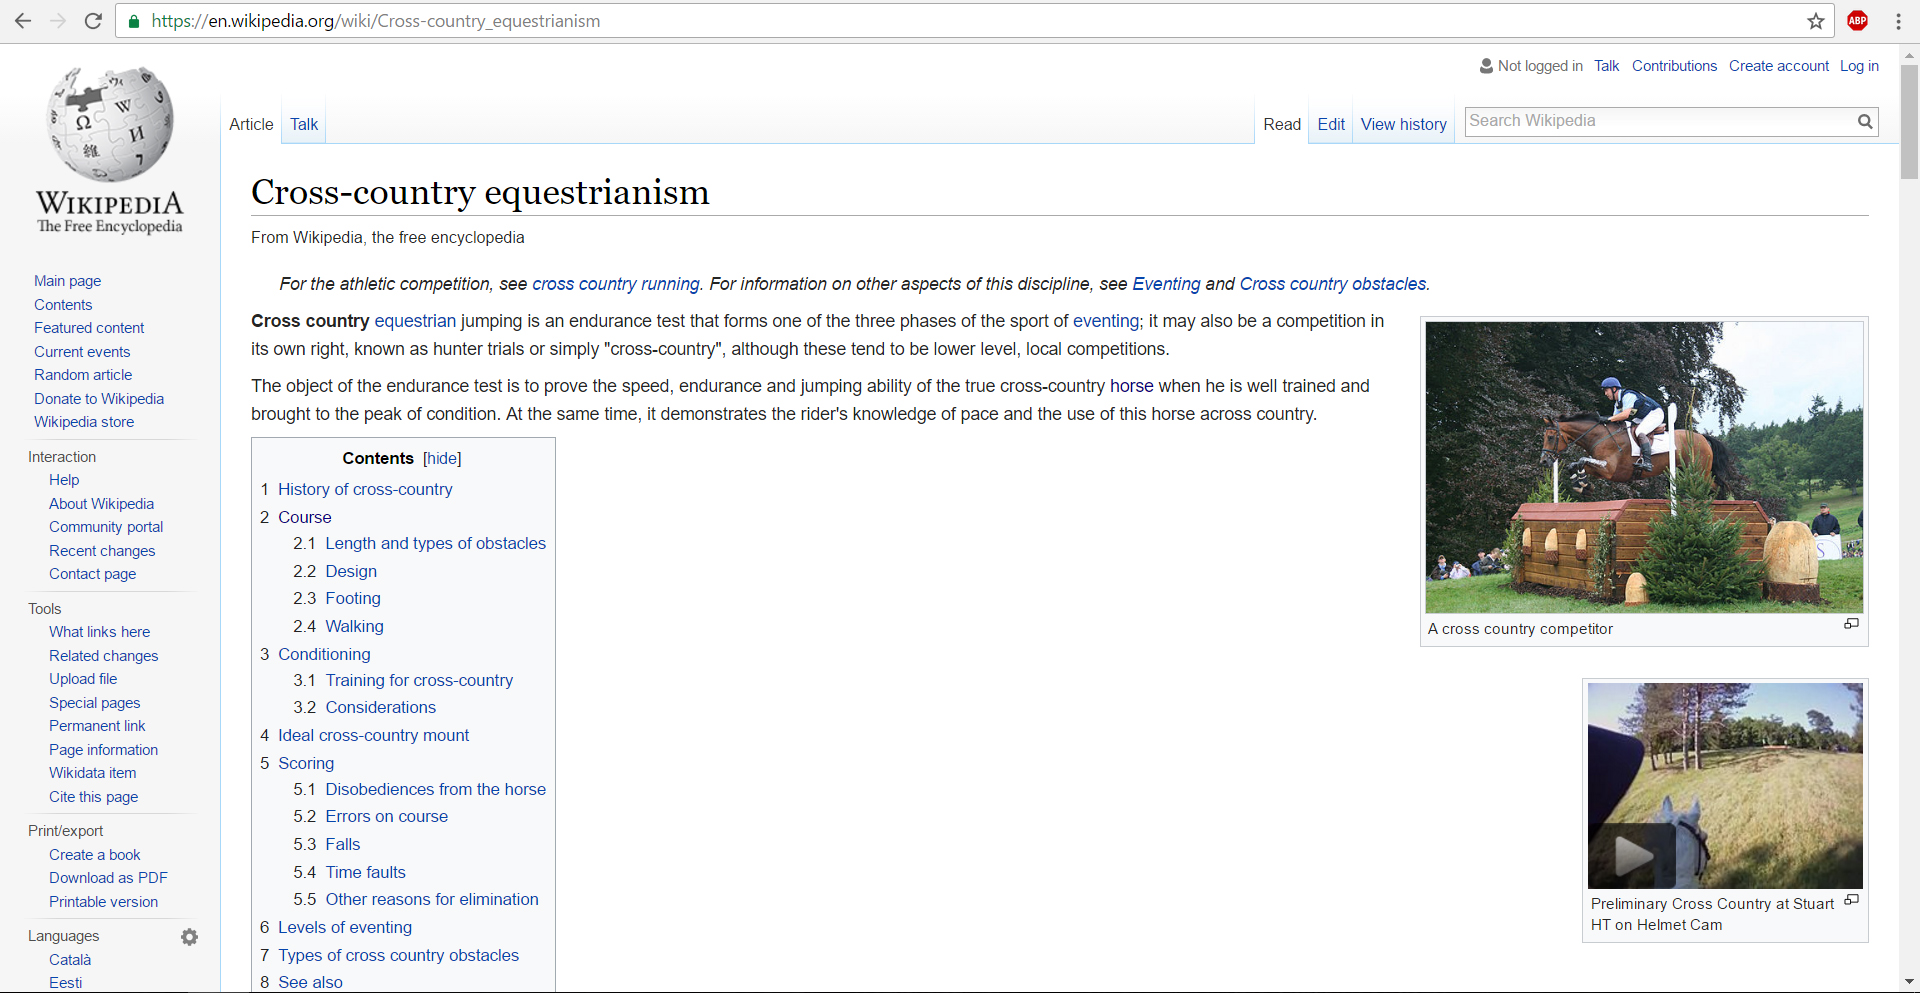 https://en.wikipedia.org/wiki/Cross-country_equestrianism
ABP
Not logged in Talk Contributions Create account Log in
Article Talk Read Edit View history Search Wikipedia
WIKIPEDIA
The Free Encyclopedia
Cross-country equestrianism
From Wikipedia, the free encyclopedia
For the athletic competition, see cross country running. For information on other aspects of this discipline, see Eventing and Cross country obstacles.
Cross country equestrian jumping is an endurance test that forms one of the three phases of the sport of eventing; it may also be a competition in
its own right, known as hunter trials or simply "cross-country", although these tend to be lower level, local competitions.
The object of the endurance test is to prove the speed, endurance and jumping ability of the true cross-country horse when he is well trained and
brought to the peak of condition. At the same time, it demonstrates the rider's knowledge of pace and the use of this horse across country.
Contents [hide]
1 History of cross-country
2 Course
2.1 Length and types of obstacles
2.2 Design
2.3 Footing
2.4 Walking
3 Conditioning
3.1 Training for cross-country
3.2 Considerations
4 Ideal cross-country mount
5 Scoring
5.1 Disobediences from the horse
5.2 Errors on course
5.3 Falls
5.4 Time faults
5.5 Other reasons for elimination
6 Levels of eventing
7 Types of cross country obstacles
8 See also
A cross country competitor
Preliminary Cross Country at Stuart
HT on Helmet Cam
Main page
Contents
Featured content
Current events
Random article
Donate to Wikipedia
Wikipedia store
Interaction
Help
About Wikipedia
Community portal
Recent changes
Contact page
Tools
What links here
Related changes
Upload file
Special pages
Permanent link
Page information
Wikidata item
Cite this page
Print/export
Create a book
Download as PDF
Printable version
Languages
Català
Eesti